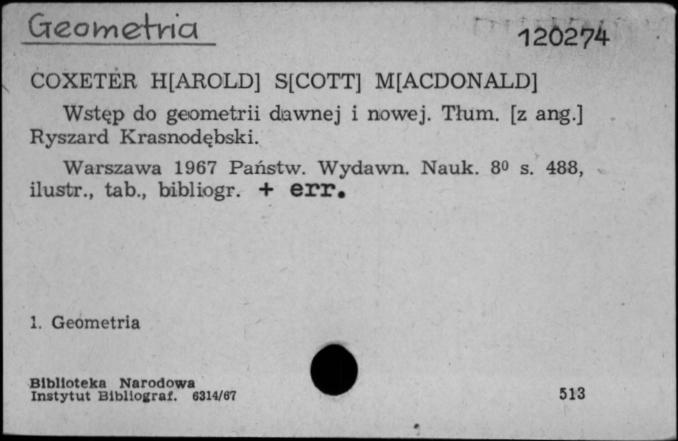 Geometria
120274
COXETER H[AROLD] S[COTT] M[ACDONALD]
Wstęp do geometrii dawnej i nowej. Tłum. [z ang.]
Ryszard Krasnodębski.
Warszawa 1967 Państw. Wydawn. Nauk. 8⁰ s. 488,
ilustr., tab., bibliogr. + err.
1. Geometria
Biblioteka Narodowa
Instytut Bibliograf. 6314/67
513